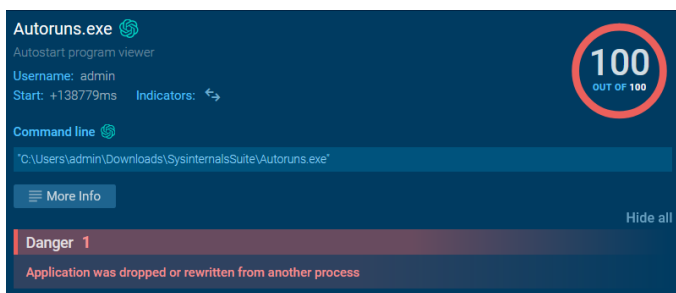 Autoruns.exe
Autostart program viewer
Username: admin
Start: +138779ms Indicators:
100
OUT OF 100
Command line
"C:\Users\admin\Downloads\SysinternalsSuite\Autoruns.exe"
More Info
Hide all
Danger 1
Application was dropped or rewritten from another process